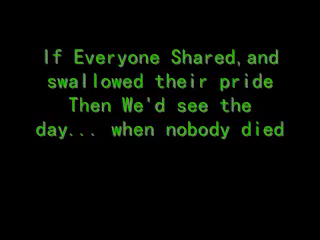 If Everyone Shared,and
swallowed their pride
Then We'd see the
day... when nobody died